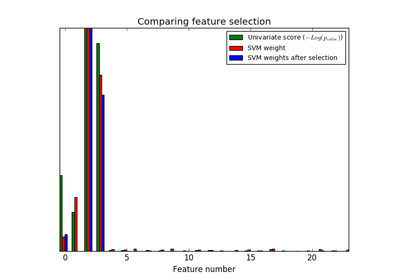 Comparing feature selection
Univariate score (−Log(p_value))
SVM weight
SVM weights after selection
0 5 10 15 20
Feature number